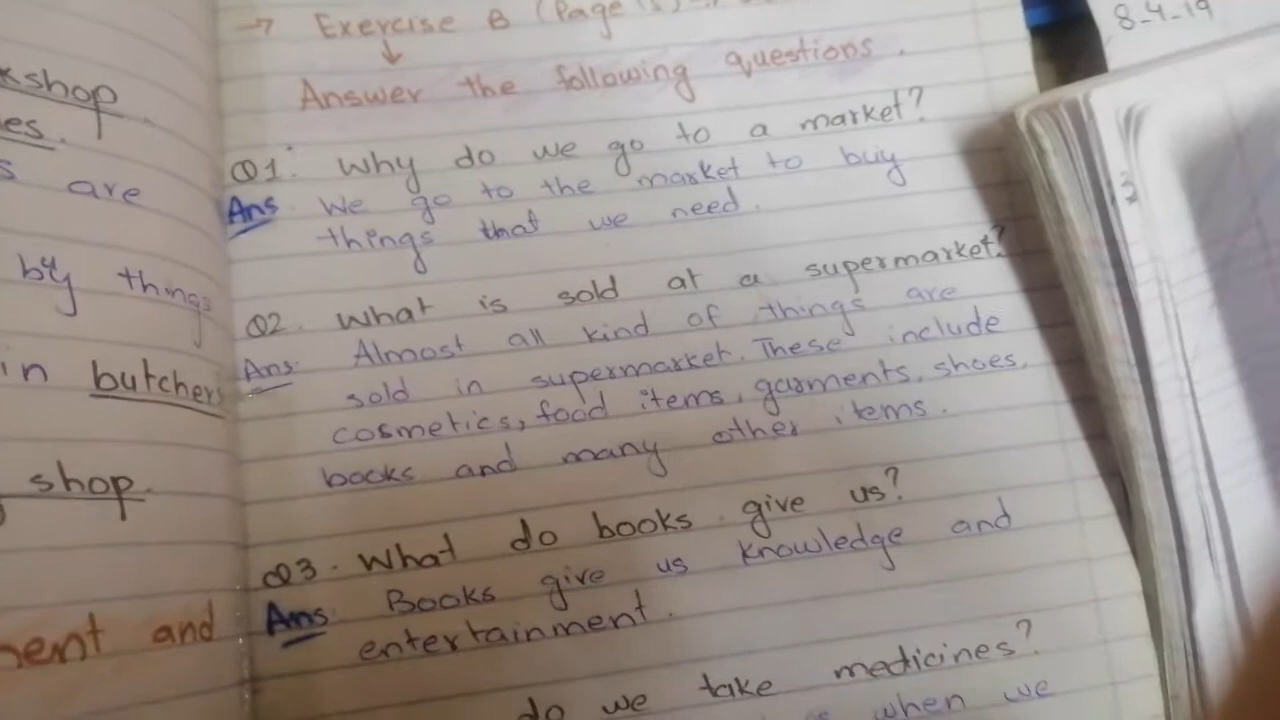 kshop
es.
s are
by things
in butchers
shop.
ment and
→ Exercise B (Page
Answer the following questions.
Q1. Why do we go to a market?
Ans. We go to the market to buy
things that we need.
Q2. What is sold at a supermarket?
Ans. Almost all kind of things are
sold in supermarket. These include
cosmetics, food items, garments, shoes,
books and many other items.
Q3. What do books give us?
Ans. Books give us knowledge and
entertainment.
do we take medicines?
when we
8-4-19